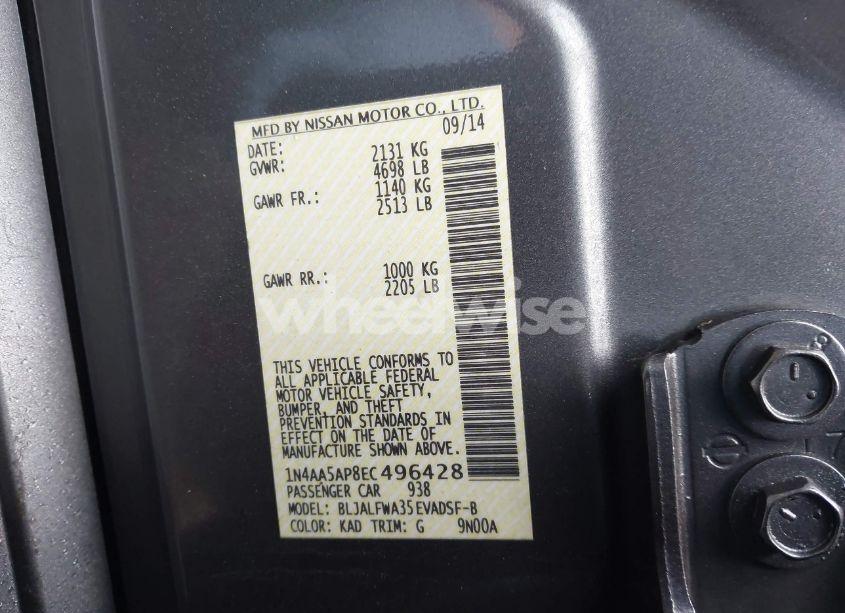 MFD BY NISSAN MOTOR CO., LTD.
DATE: 09/14
GVWR: 2131 KG
4698 LB
GAWR FR.: 1140 KG
2513 LB
GAWR RR.: 1000 KG
2205 LB
wheelwise
THIS VEHICLE CONFORMS TO
ALL APPLICABLE FEDERAL
MOTOR VEHICLE SAFETY,
BUMPER, AND THEFT
PREVENTION STANDARDS IN
EFFECT ON THE DATE OF
MANUFACTURE SHOWN ABOVE.
1N4AA5AP8EC496428
PASSENGER CAR 938
MODEL: BLJALFWA35EVADSF-B
COLOR: KAD TRIM: G 9N00A
7